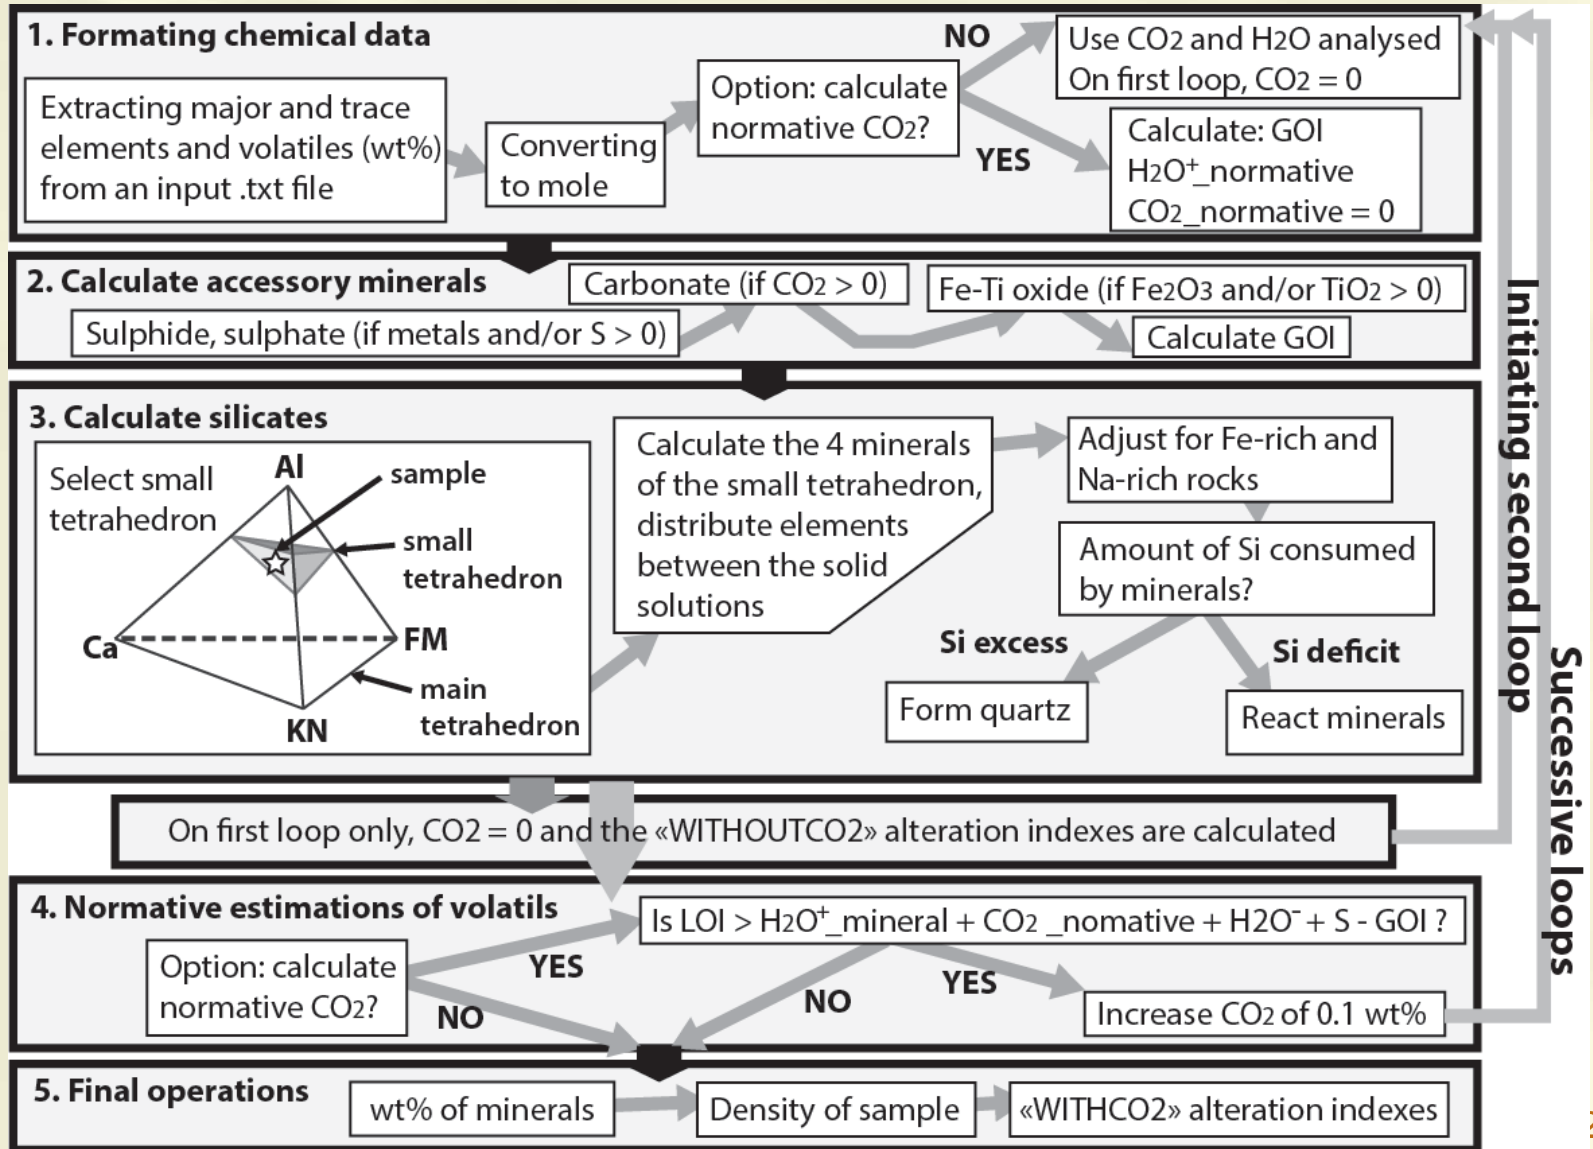 1. Formating chemical data
Extracting major and trace
elements and volatiles (wt%)
from an input .txt file
Converting
to mole
Option: calculate
normative CO2?
NO
Use CO2 and H2O analysed
On first loop, CO2 = 0
YES
Calculate: GOI
H2O+_normative
CO2_normative = 0
2. Calculate accessory minerals
Sulphide, sulphate (if metals and/or S > 0)
Carbonate (if CO2 > 0)
Fe-Ti oxide (if Fe2O3 and/or TiO2 > 0)
Calculate GOI
3. Calculate silicates
Select small
tetrahedron
Al
sample
small
tetrahedron
Ca
FM
main
tetrahedron
KN
Calculate the 4 minerals
of the small tetrahedron,
distribute elements
between the solid
solutions
Adjust for Fe-rich and
Na-rich rocks
Amount of Si consumed
by minerals?
Si excess
Form quartz
Si deficit
React minerals
On first loop only, CO2 = 0 and the «WITHOUTCO2» alteration indexes are calculated
Initiating second loop
Successive loops
4. Normative estimations of volatils
Option: calculate
normative CO2?
YES
NO
Is LOI > H2O+_mineral + CO2 _nomative + H2O- + S - GOI ?
NO
YES
Increase CO2 of 0.1 wt%
5. Final operations
wt% of minerals
Density of sample
«WITHCO2» alteration indexes